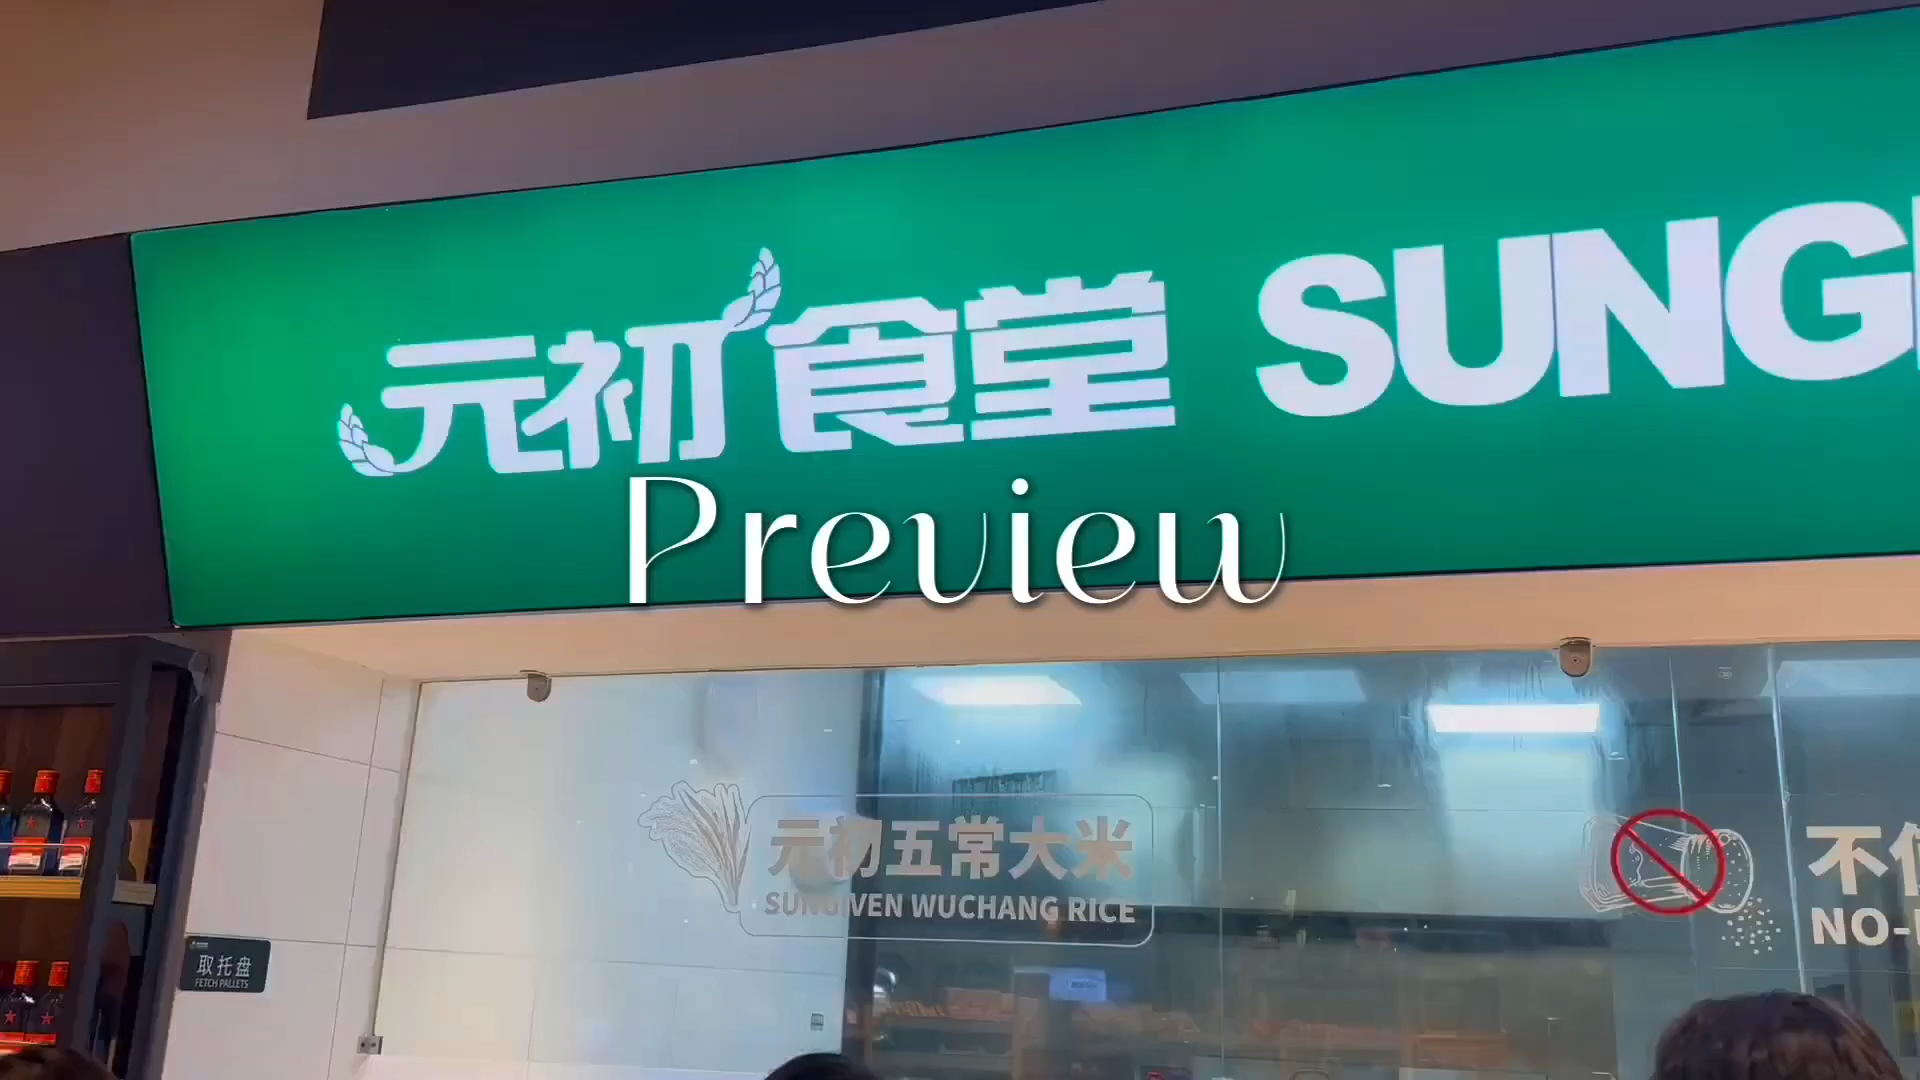 元初食堂 SUNG
Preview
元初五常大米
SUNGIVEN WUCHANG RICE
不
NO-
取托盘
FETCH PALLETS